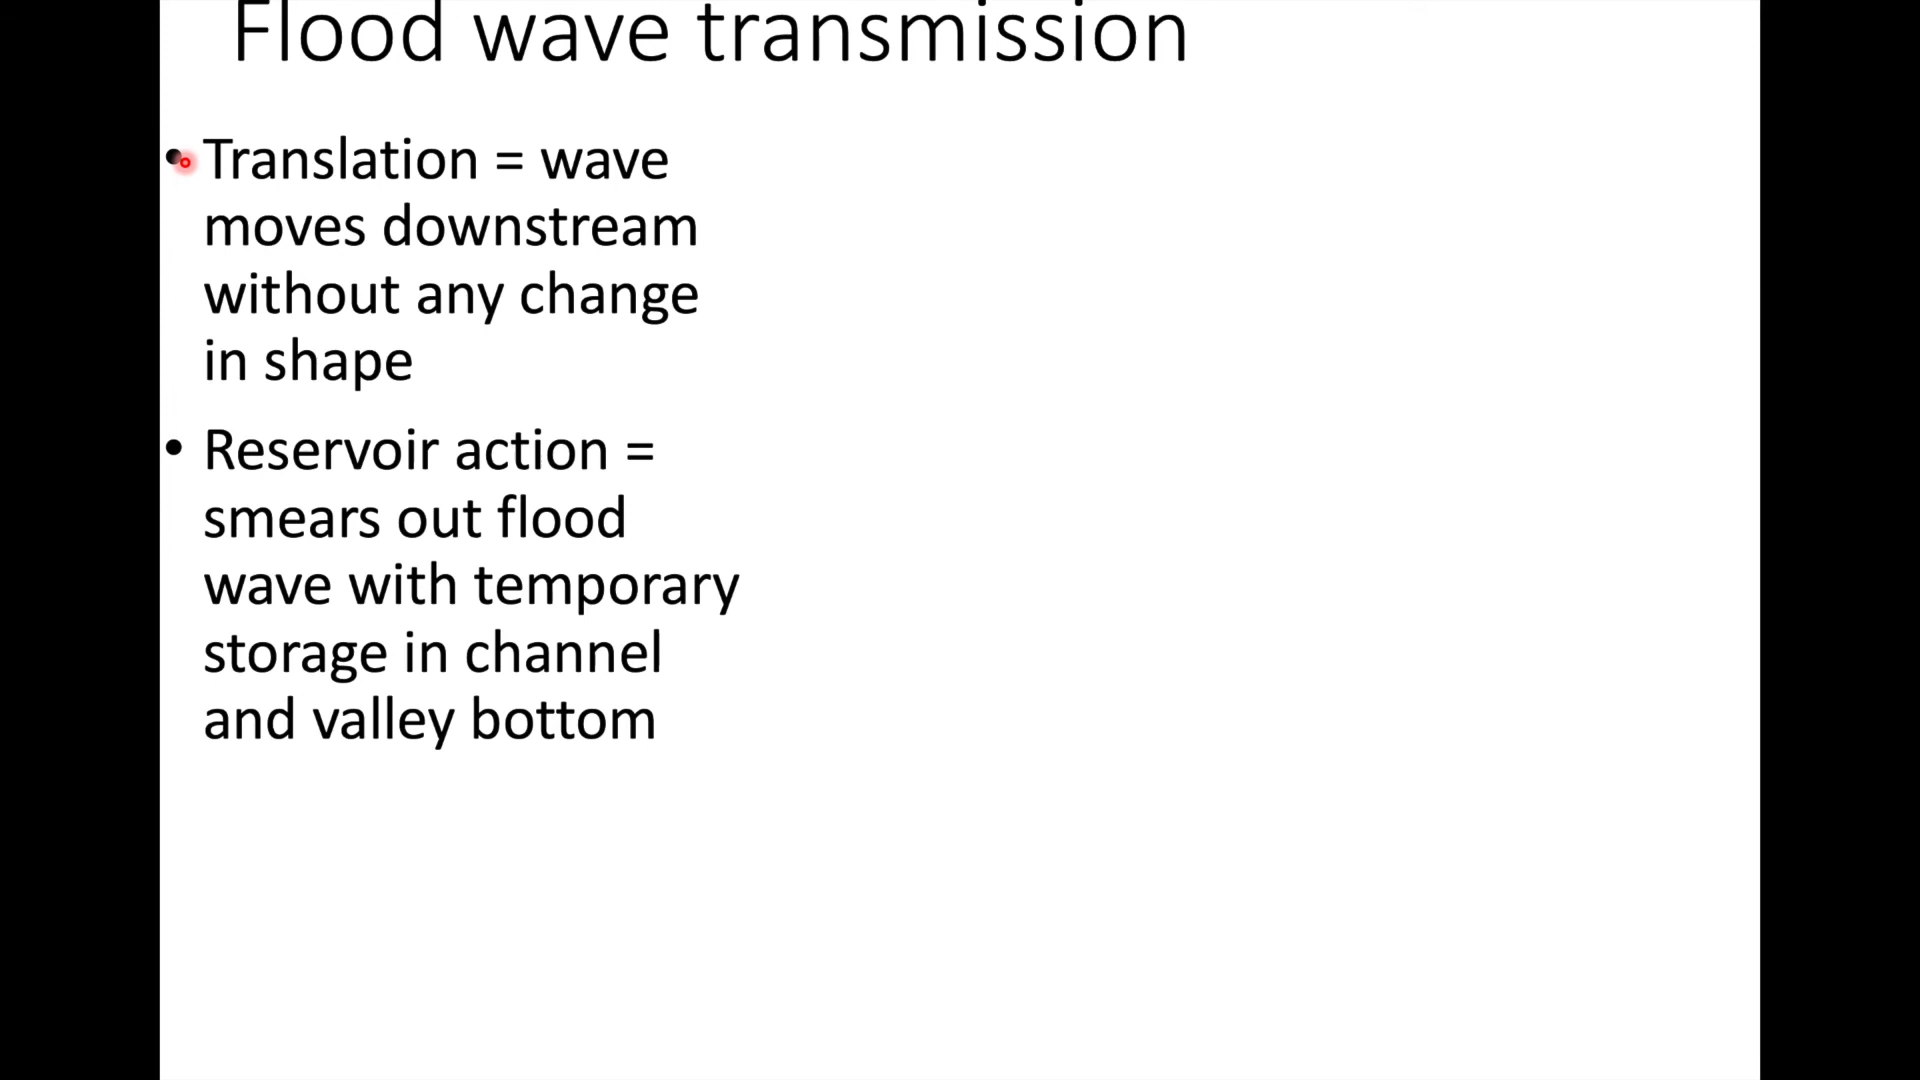 Flood wave transmission
• Translation = wave
moves downstream
without any change
in shape
• Reservoir action =
smears out flood
wave with temporary
storage in channel
and valley bottom